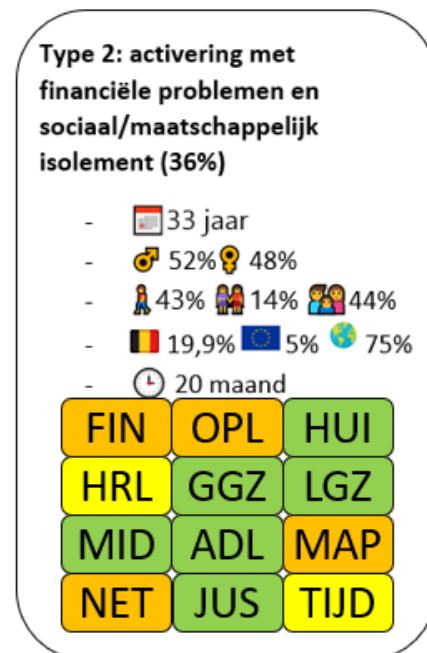 Type 2: activering met
financiële problemen en
sociaal/maatschappelijk
isolement (36%)
- 33 jaar
- 52% 48%
- 43% 14% 44%
- 19,9% 5% 75%
- 20 maand
FIN OPL HUI
HRL GGZ LGZ
MID ADL MAP
NET JUS TIJD